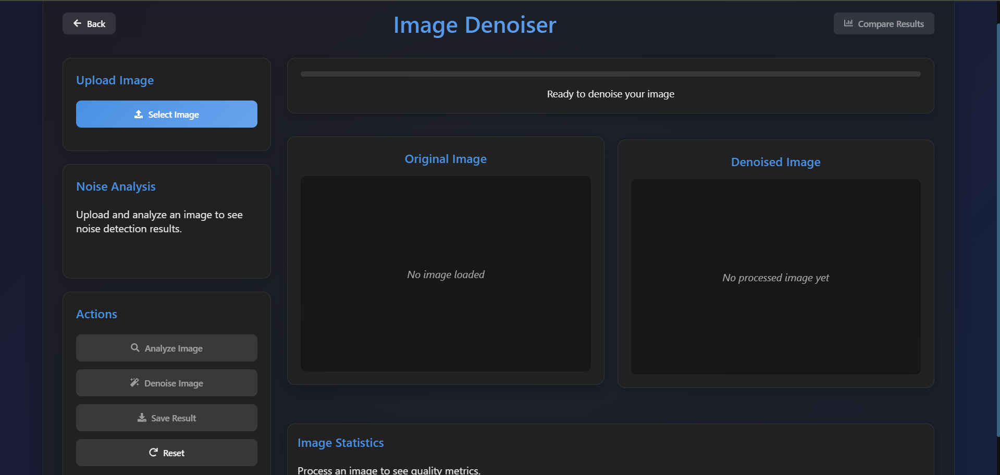 Back
Image Denoiser
Compare Results
Upload Image
Select Image
Noise Analysis
Upload and analyze an image to see
noise detection results.
Actions
Analyze Image
Denoise Image
Save Result
Reset
Ready to denoise your image
Original Image
No image loaded
Denoised Image
No processed image yet
Image Statistics
Process an image to see quality metrics.